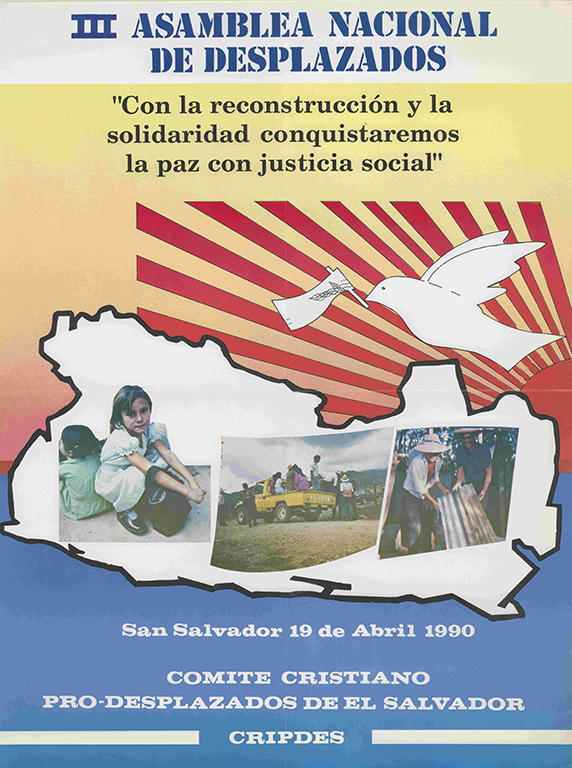 III ASAMBLEA NACIONAL
DE DESPLAZADOS
"Con la reconstrucción y la
solidaridad conquistaremos
la paz con justicia social"
TOYOTA
San Salvador 19 de Abril 1990
COMITE CRISTIANO
PRO-DESPLAZADOS DE EL SALVADOR
CRIPDES